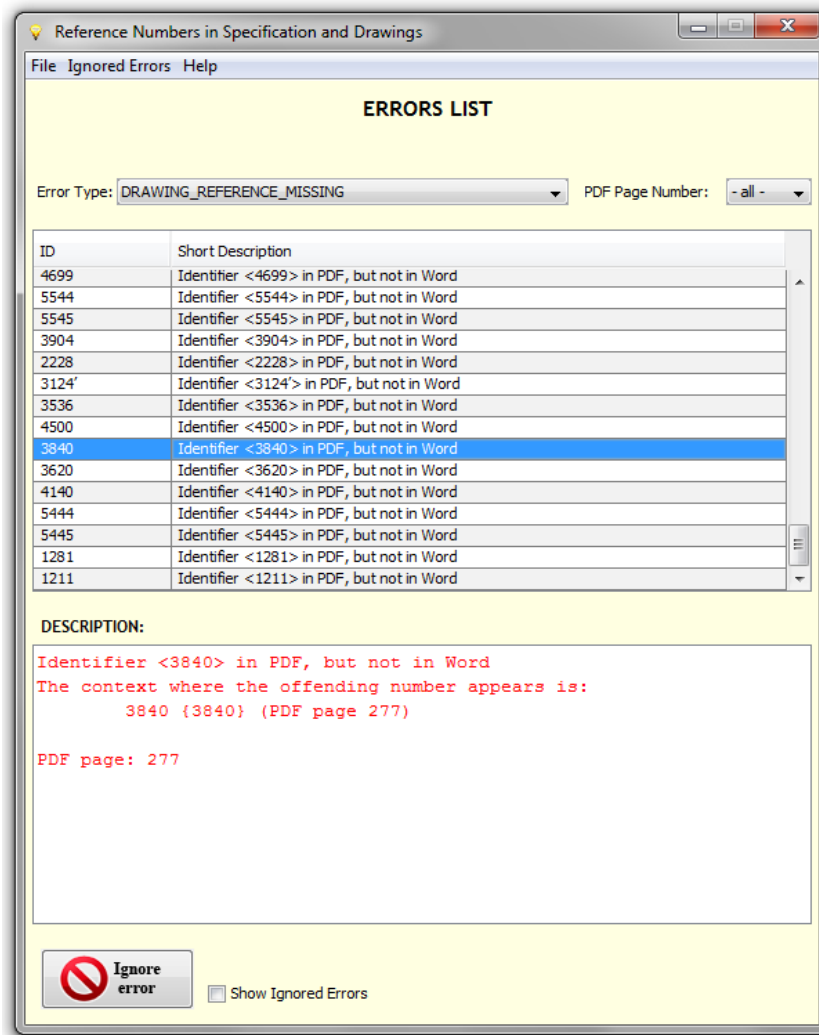 Reference Numbers in Specification and Drawings
File Ignored Errors Help
ERRORS LIST
Error Type: DRAWING_REFERENCE_MISSING PDF Page Number: - all -
ID Short Description
4699 Identifier <4699> in PDF, but not in Word
5544 Identifier <5544> in PDF, but not in Word
5545 Identifier <5545> in PDF, but not in Word
3904 Identifier <3904> in PDF, but not in Word
2228 Identifier <2228> in PDF, but not in Word
3124' Identifier <3124'> in PDF, but not in Word
3536 Identifier <3536> in PDF, but not in Word
4500 Identifier <4500> in PDF, but not in Word
3840 Identifier <3840> in PDF, but not in Word
3620 Identifier <3620> in PDF, but not in Word
4140 Identifier <4140> in PDF, but not in Word
5444 Identifier <5444> in PDF, but not in Word
5445 Identifier <5445> in PDF, but not in Word
1281 Identifier <1281> in PDF, but not in Word
1211 Identifier <1211> in PDF, but not in Word
DESCRIPTION:
Identifier <3840> in PDF, but not in Word
The context where the offending number appears is:
3840 {3840} (PDF page 277)
PDF page: 277
Ignore
error
Show Ignored Errors